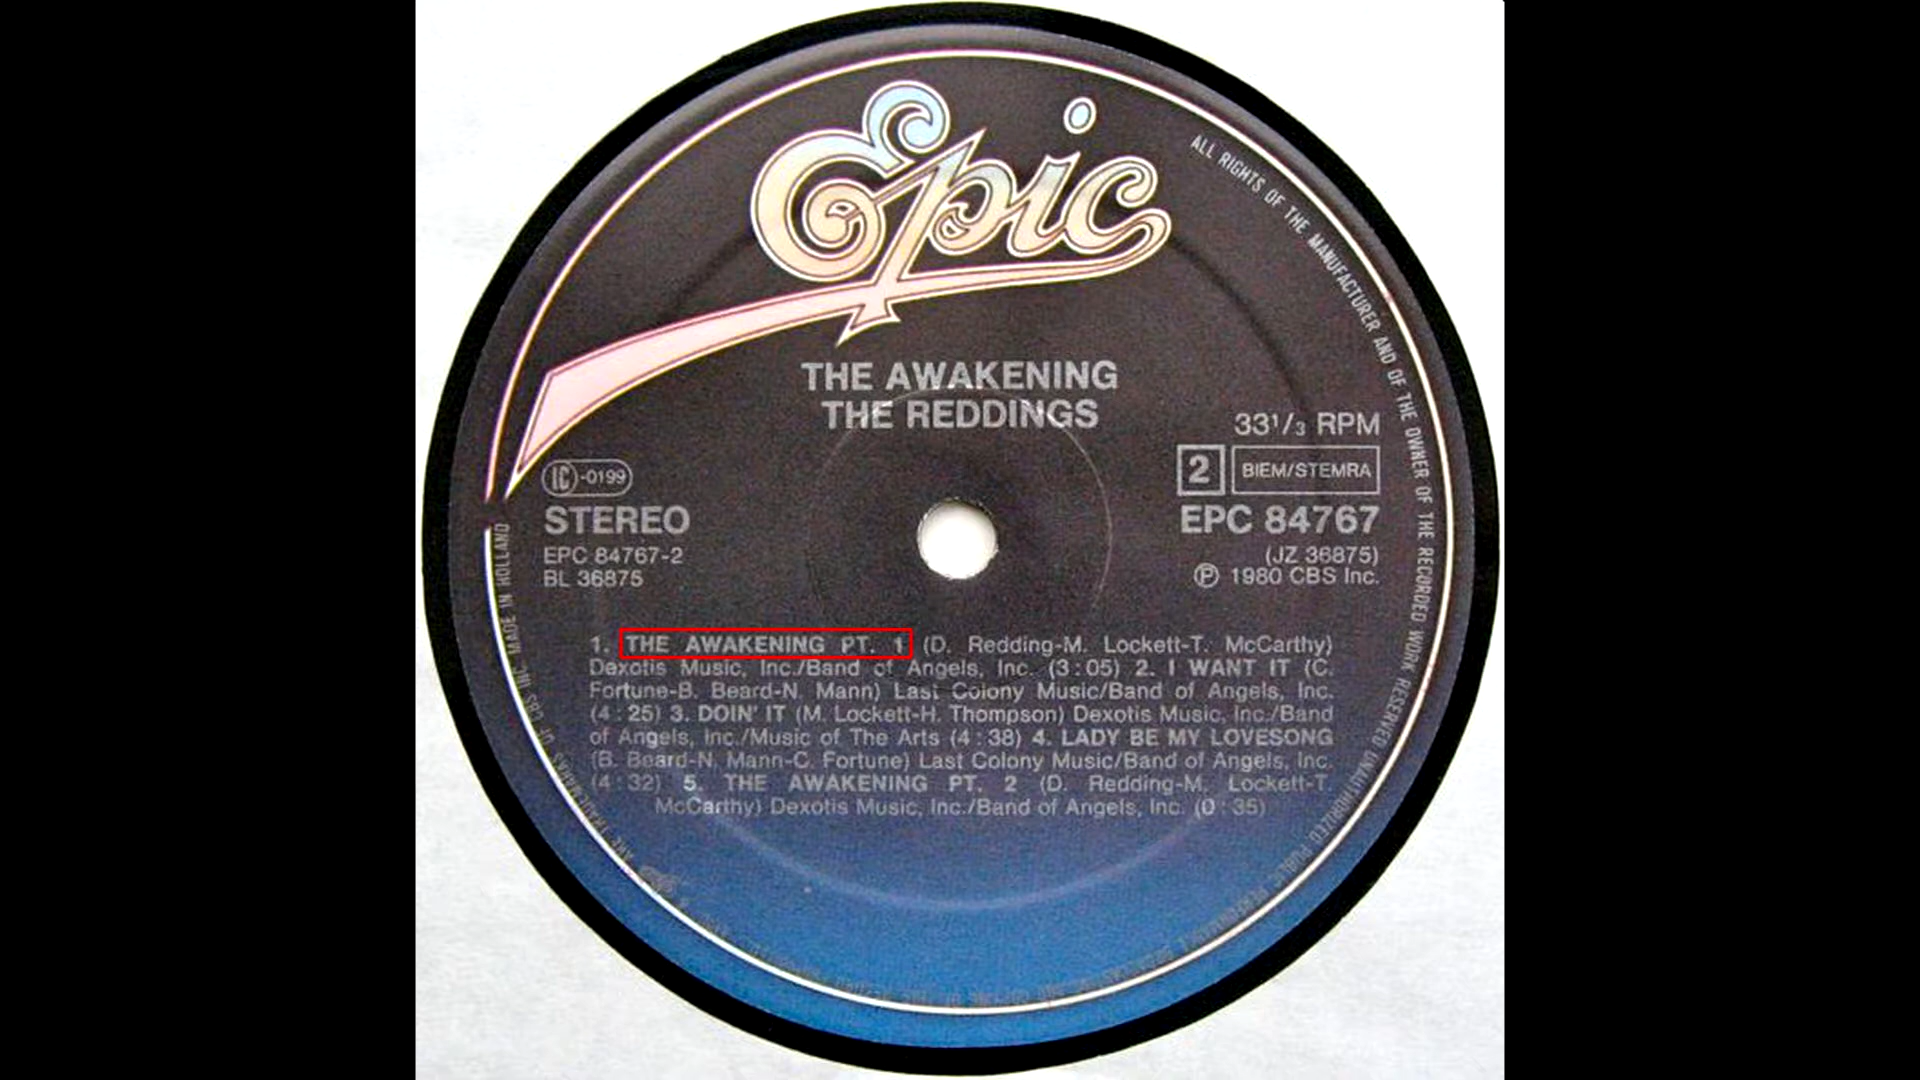 Epic
THE AWAKENING
THE REDDINGS
33¹/₃ RPM
IC -0199
2 BIEM/STEMRA
STEREO
EPC 84767
EPC 84767-2
(JZ 36875)
BL 36875
Ⓟ 1980 CBS Inc.
1. THE AWAKENING PT. 1 (D. Redding-M. Lockett-T. McCarthy)
Dexotis Music, Inc./Band of Angels, Inc. (3:05) 2. I WANT IT (C.
Fortune-B. Beard-N. Mann) Last Colony Music/Band of Angels, Inc.
(4:25) 3. DOIN' IT (M. Lockett-H. Thompson) Dexotis Music, Inc./Band
of Angels, Inc./Music of The Arts (4:38) 4. LADY BE MY LOVESONG
(B. Beard-N. Mann-C. Fortune) Last Colony Music/Band of Angels, Inc.
(4:32) 5. THE AWAKENING PT. 2 (D. Redding-M. Lockett-T.
McCarthy) Dexotis Music, Inc./Band of Angels, Inc. (0:35)
ALL RIGHTS OF THE MANUFACTURER AND OF THE OWNER OF THE RECORDED WORK RESERVED UNAUTHORIZED
ARE TRADEMARKS OF CBS INC. MADE IN HOLLAND